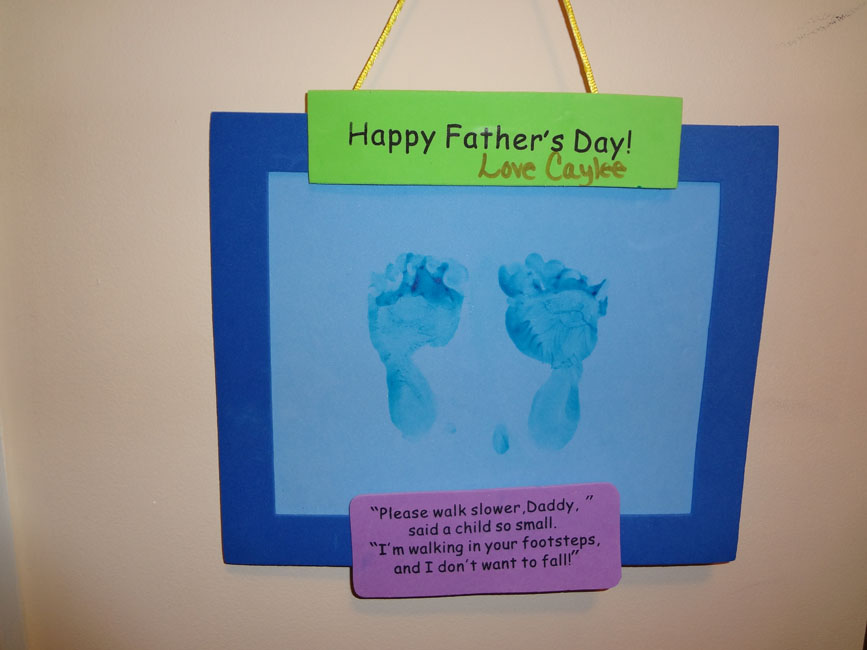 Happy Father's Day!
Love Caylee
"Please walk slower,Daddy, "
said a child so small.
"I'm walking in your footsteps,
and I don't want to fall!"